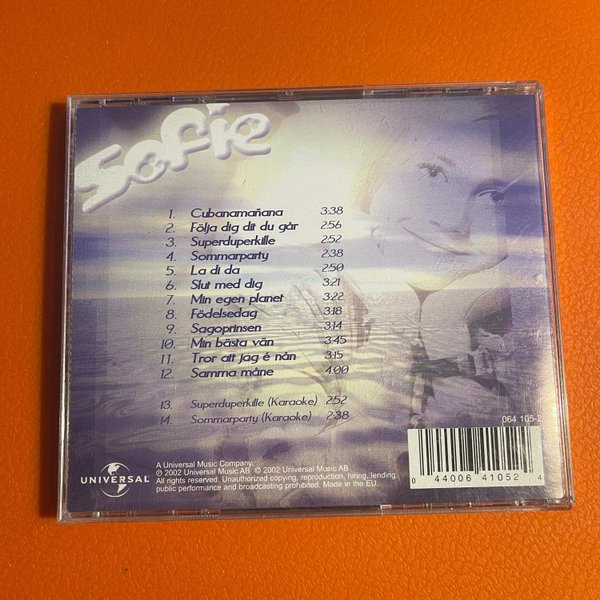 Sofie
1. Cubanamañana 3:38
2. Följa dig dit du går 2:56
3. Superduperkille 2:52
4. Sommarparty 2:38
5. La di da 2:50
6. Slut med dig 3:21
7. Min egen planet 3:22
8. Födelsedag 3:18
9. Sagoprinsen 3:14
10. Min bästa vän 3:45
11. Tror att jag é nån 3:15
12. Samma måne 4:00
13. Superduperkille (Karaoke) 2:52
14. Sommarparty (Karaoke) 2:38
064 105-2
UNIVERSAL
A Universal Music Company.
℗ 2002 Universal Music AB © 2002 Universal Music AB
All rights reserved. Unauthorized copying, reproduction, hiring, lending,
public performance and broadcasting prohibited. Made in the EU.
0 44006 41052 4